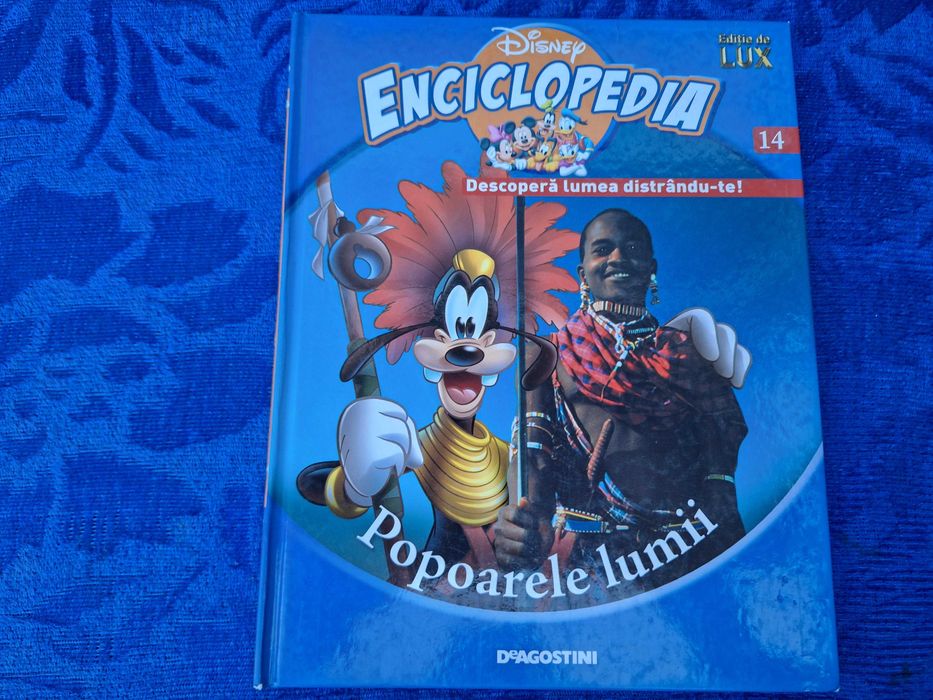 Disney
Ediție de
LUX
ENCICLOPEDIA
14
Descoperă lumea distrându-te!
Popoarele lumii
DeAGOSTINI